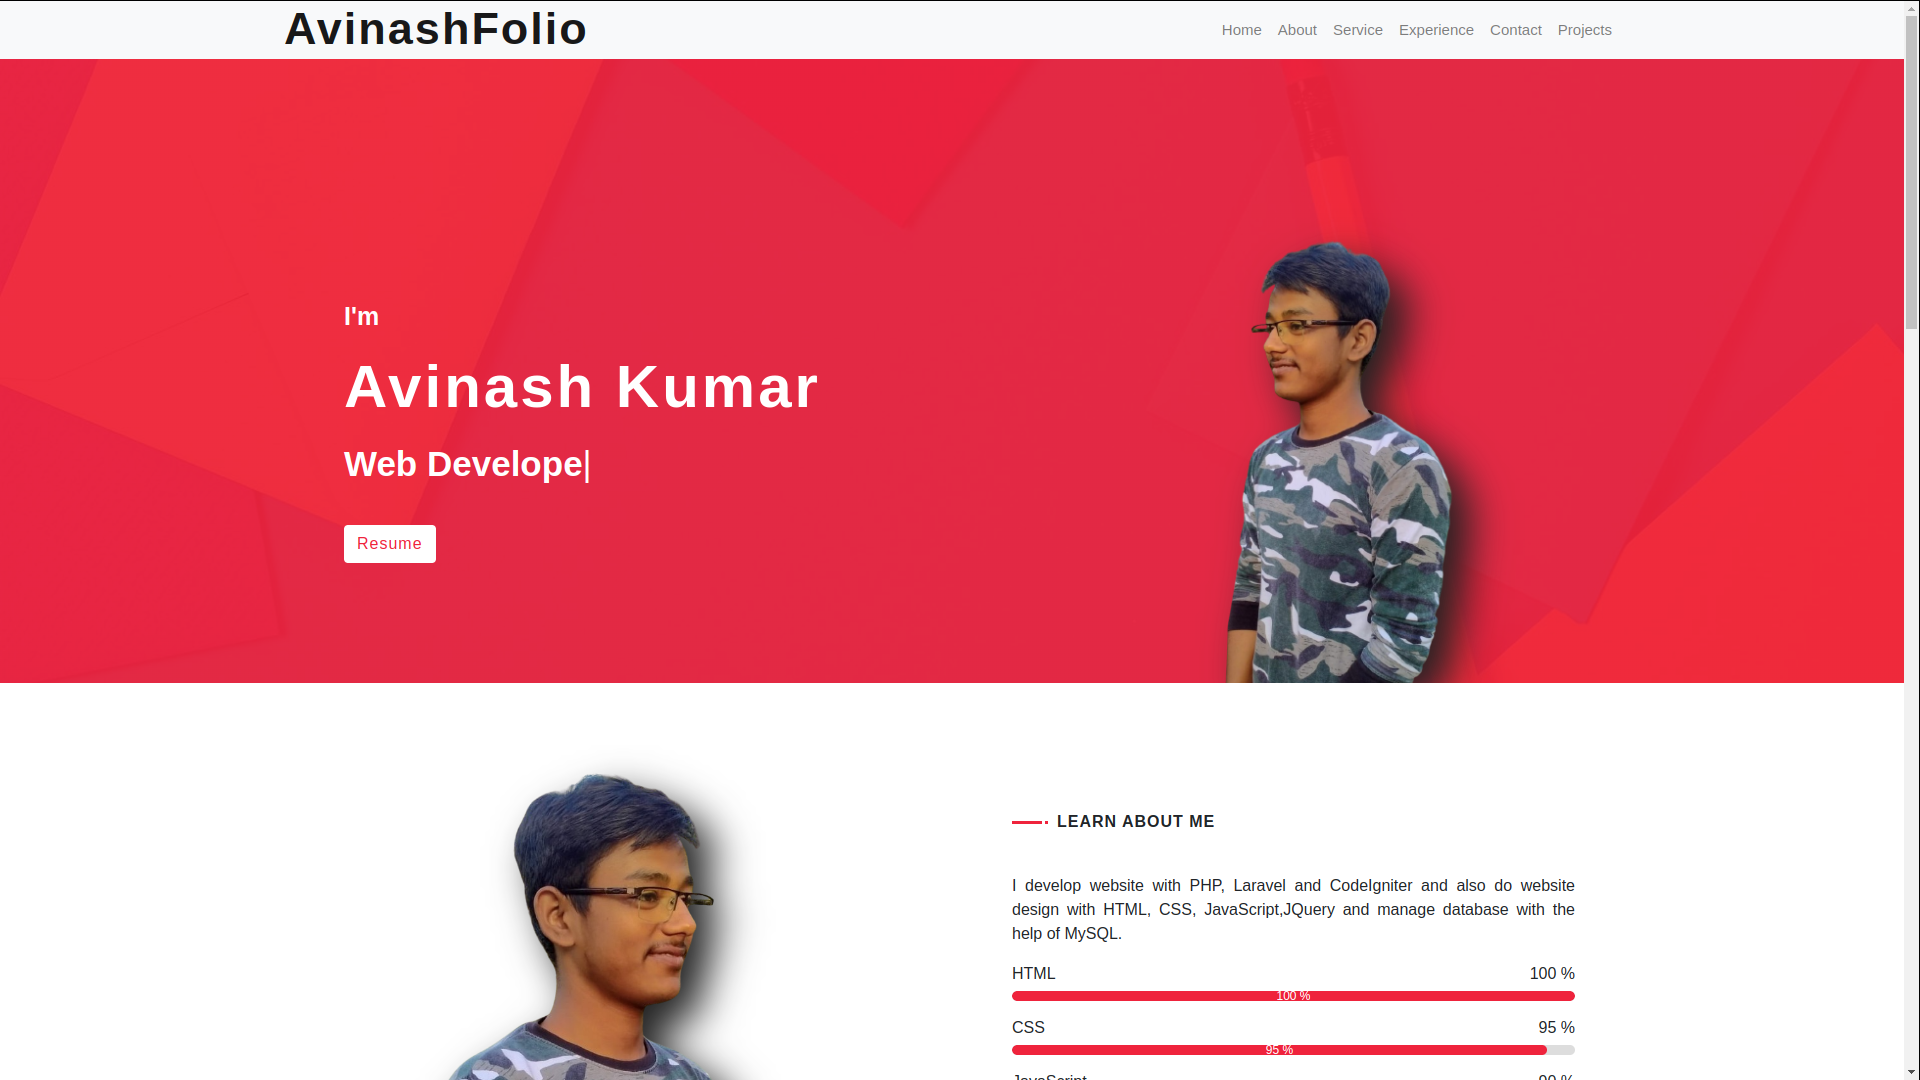 AvinashFolio
Home About Service Experience Contact Projects
I'm
Avinash Kumar
Web Develope|
Resume
LEARN ABOUT ME
I develop website with PHP, Laravel and CodeIgniter and also do website
design with HTML, CSS, JavaScript,JQuery and manage database with the
help of MySQL.
HTML 100 %
100 %
CSS 95 %
95 %
JavaScript 90 %